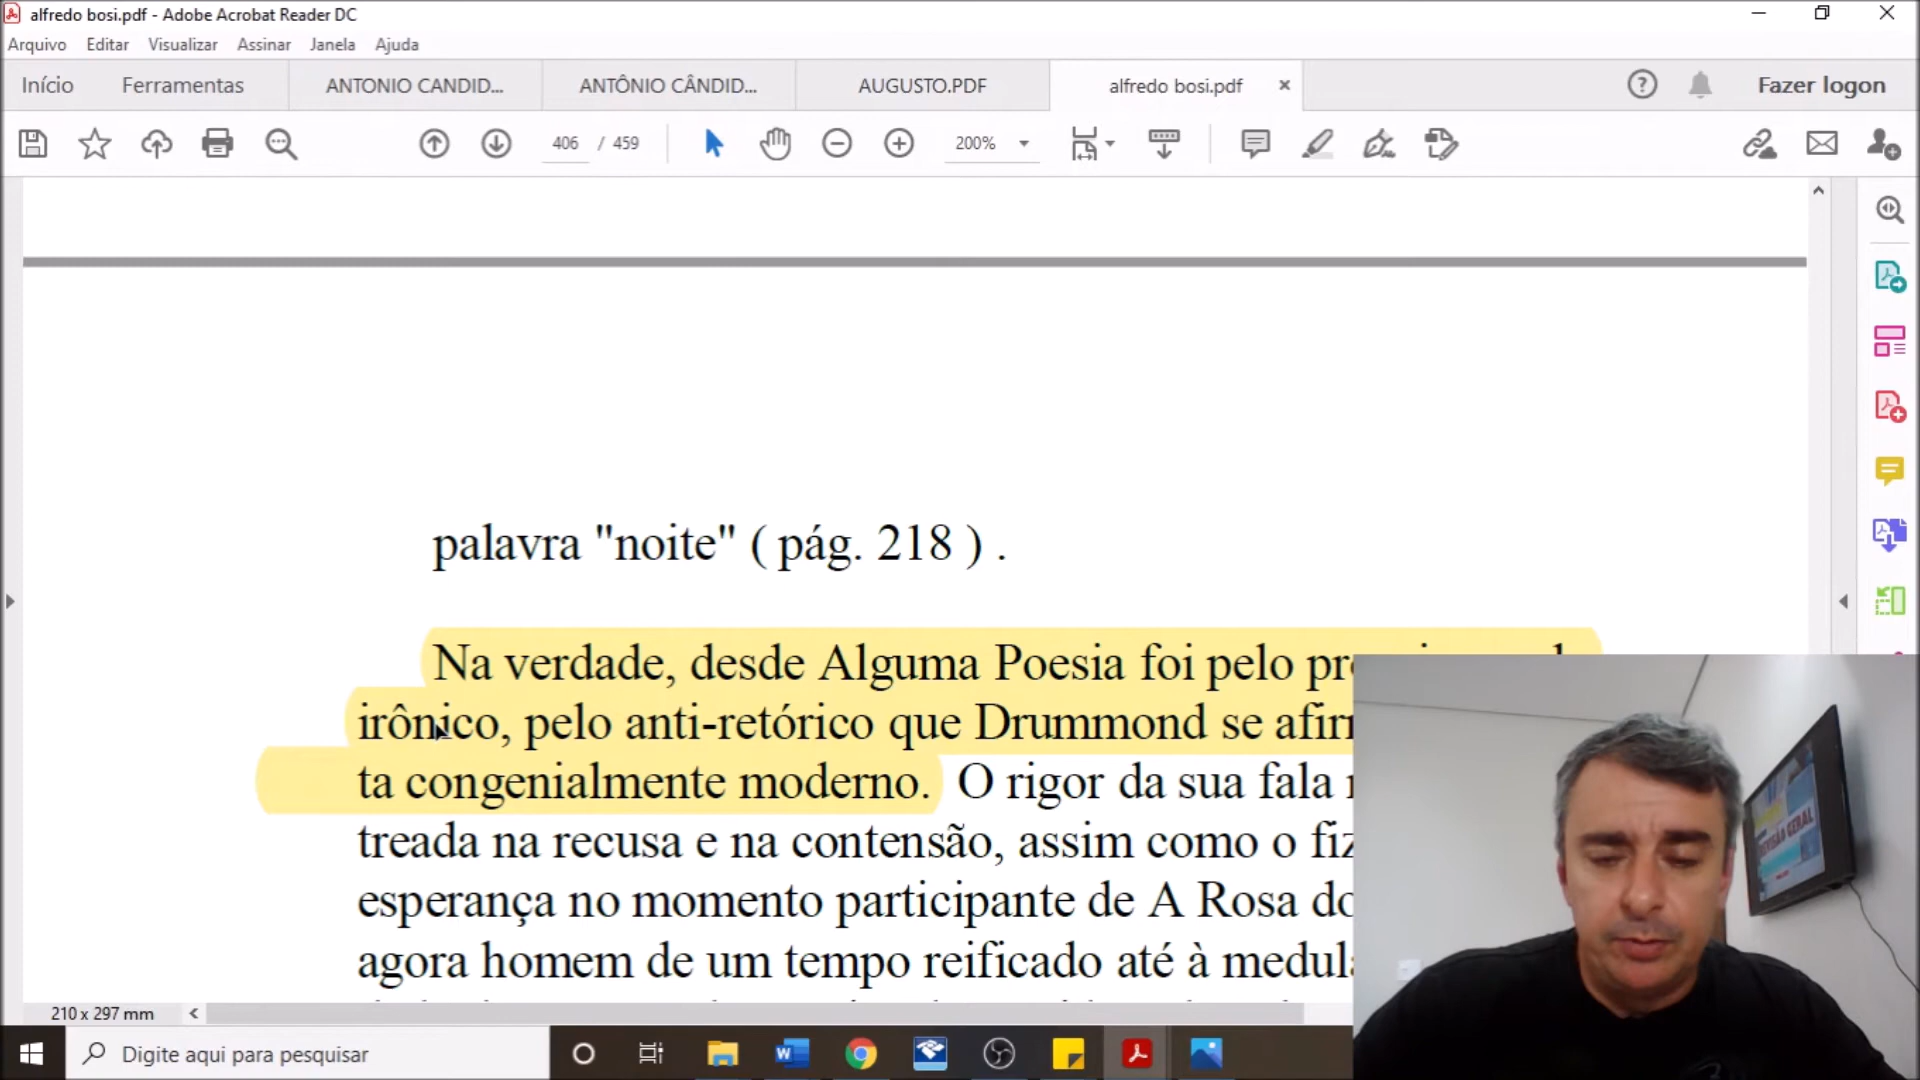 alfredo bosi.pdf - Adobe Acrobat Reader DC
Arquivo Editar Visualizar Assinar Janela Ajuda
Início Ferramentas ANTONIO CANDID... ANTÔNIO CÂNDID... AUGUSTO.PDF alfredo bosi.pdf Fazer logon
406 / 459 200%
palavra "noite" ( pág. 218 ) .
Na verdade, desde Alguma Poesia foi pelo
irônico, pelo anti-retórico que Drummond se
ta congenialmente moderno. O rigor da sua fala
treada na recusa e na contensão, assim como o
esperança no momento participante de A Rosa
agora homem de um tempo reificado até à
210 x 297 mm
Digite aqui para pesquisar